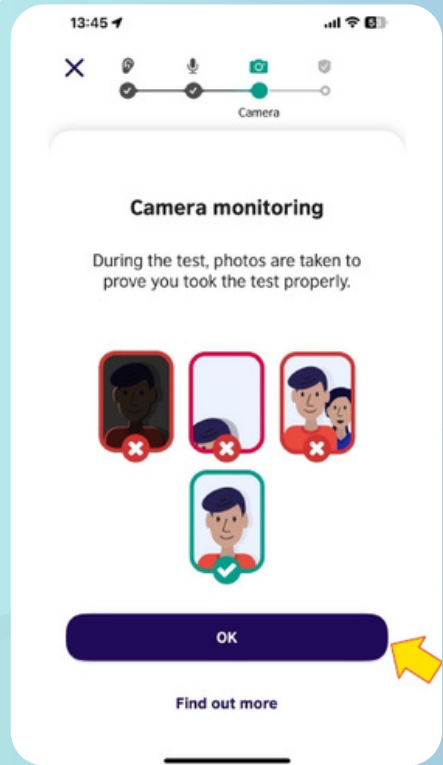 13:45
Camera
Camera monitoring
During the test, photos are taken to
prove you took the test properly.
OK
Find out more